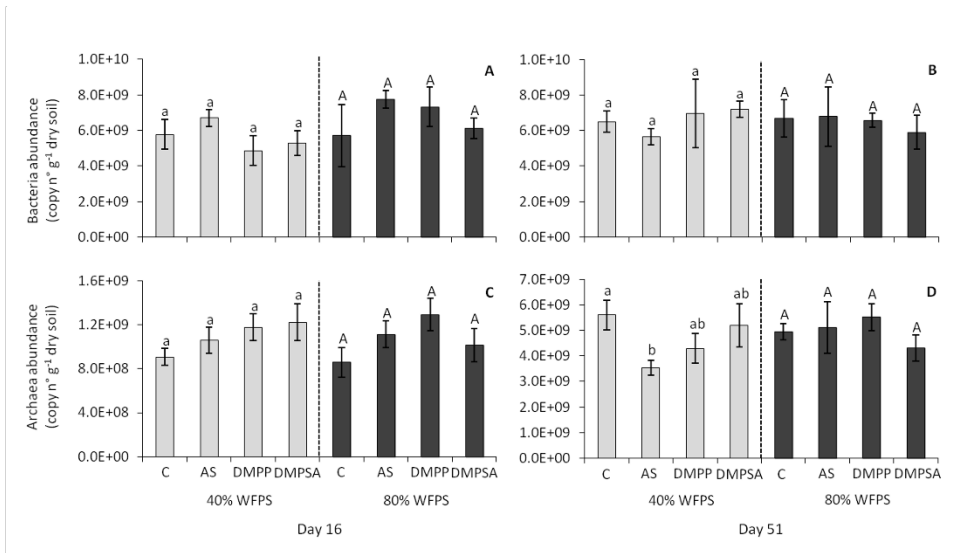 Bacteria abundance
(copy n° g⁻¹ dry soil)
1.0E+10
8.0E+09
6.0E+09
4.0E+09
2.0E+09
0.0E+00
a a a a A A A A
A
1.0E+10
8.0E+09
6.0E+09
4.0E+09
2.0E+09
0.0E+00
a a a a A A A A
B
Archaea abundance
(copy n° g⁻¹ dry soil)
1.6E+09
1.2E+09
8.0E+08
4.0E+08
0.0E+00
a a a a A A A A
C
C AS DMPP DMPSA C AS DMPP DMPSA
40% WFPS 80% WFPS
Day 16
7.0E+09
6.0E+09
5.0E+09
4.0E+09
3.0E+09
2.0E+09
1.0E+09
0.0E+00
a b ab ab A A A A
D
C AS DMPP DMPSA C AS DMPP DMPSA
40% WFPS 80% WFPS
Day 51